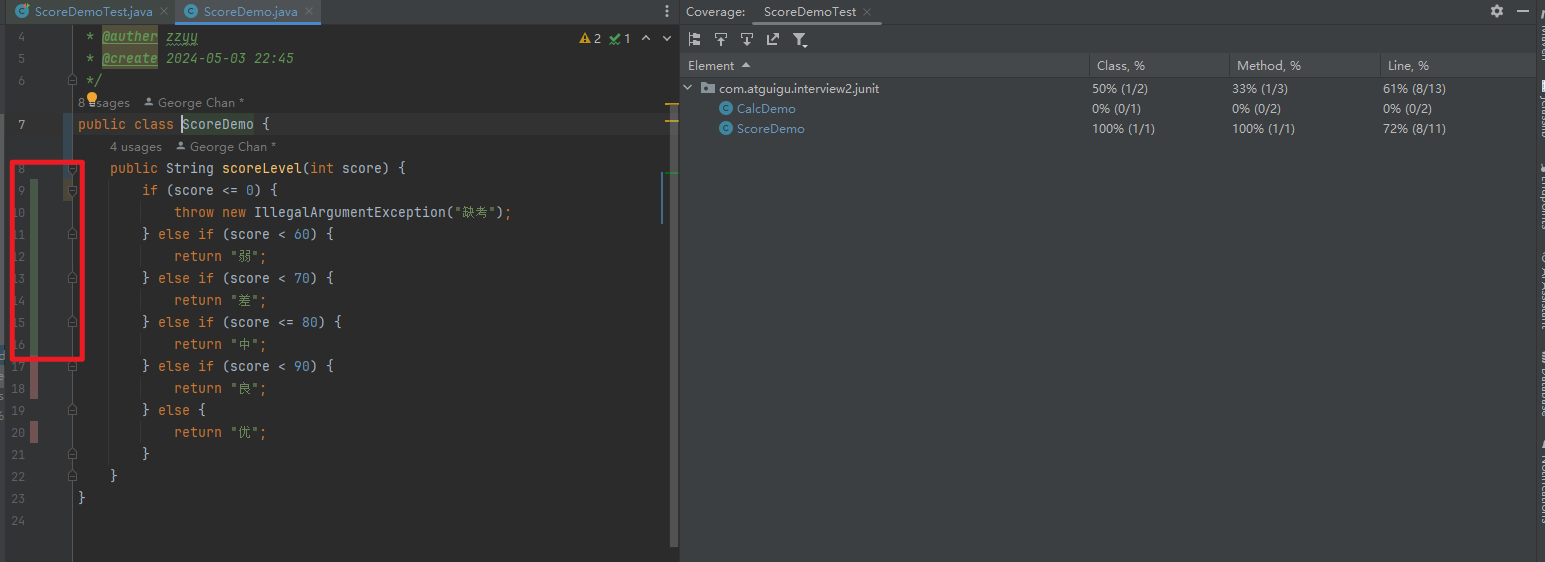 ScoreDemoTest.java
ScoreDemo.java
4 * @auther zzyy
2 1
5 * @create 2024-05-03 22:45
6 */
8 usages George Chan *
7 public class ScoreDemo {
4 usages George Chan *
8 public String scoreLevel(int score) {
9 if (score <= 0) {
10 throw new IllegalArgumentException("缺考");
11 } else if (score < 60) {
12 return "弱";
13 } else if (score < 70) {
14 return "差";
15 } else if (score <= 80) {
16 return "中";
17 } else if (score < 90) {
18 return "良";
19 } else {
20 return "优";
21 }
22 }
23 }
24
Coverage: ScoreDemoTest
Element Class, % Method, % Line, %
com.atguigu.interview2.junit 50% (1/2) 33% (1/3) 61% (8/13)
CalcDemo 0% (0/1) 0% (0/2) 0% (0/2)
ScoreDemo 100% (1/1) 100% (1/1) 72% (8/11)